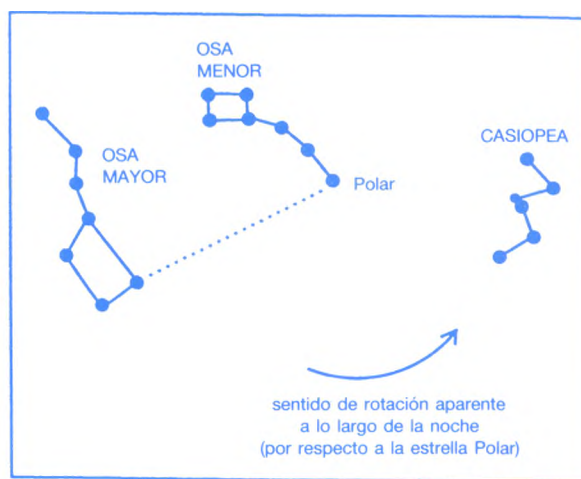 OSA
MENOR
OSA
MAYOR
CASIOPEA
Polar
sentido de rotación aparente
a lo largo de la noche
(por respecto a la estrella Polar)